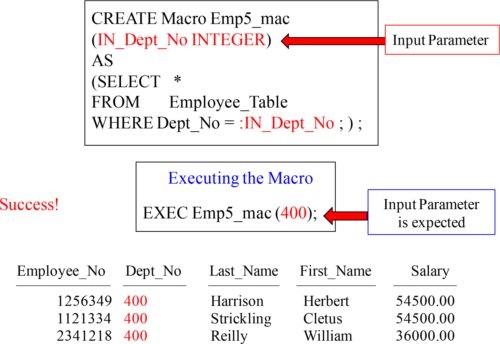 CREATE Macro Emp5_mac
(IN_Dept_No INTEGER)
Input Parameter
AS
(SELECT *
FROM Employee_Table
WHERE Dept_No = :IN_Dept_No ; ) ;
Executing the Macro
Success!
EXEC Emp5_mac (400);
Input Parameter
is expected
Employee_No Dept_No Last_Name First_Name Salary
1256349 400 Harrison Herbert 54500.00
1121334 400 Strickling Cletus 54500.00
2341218 400 Reilly William 36000.00